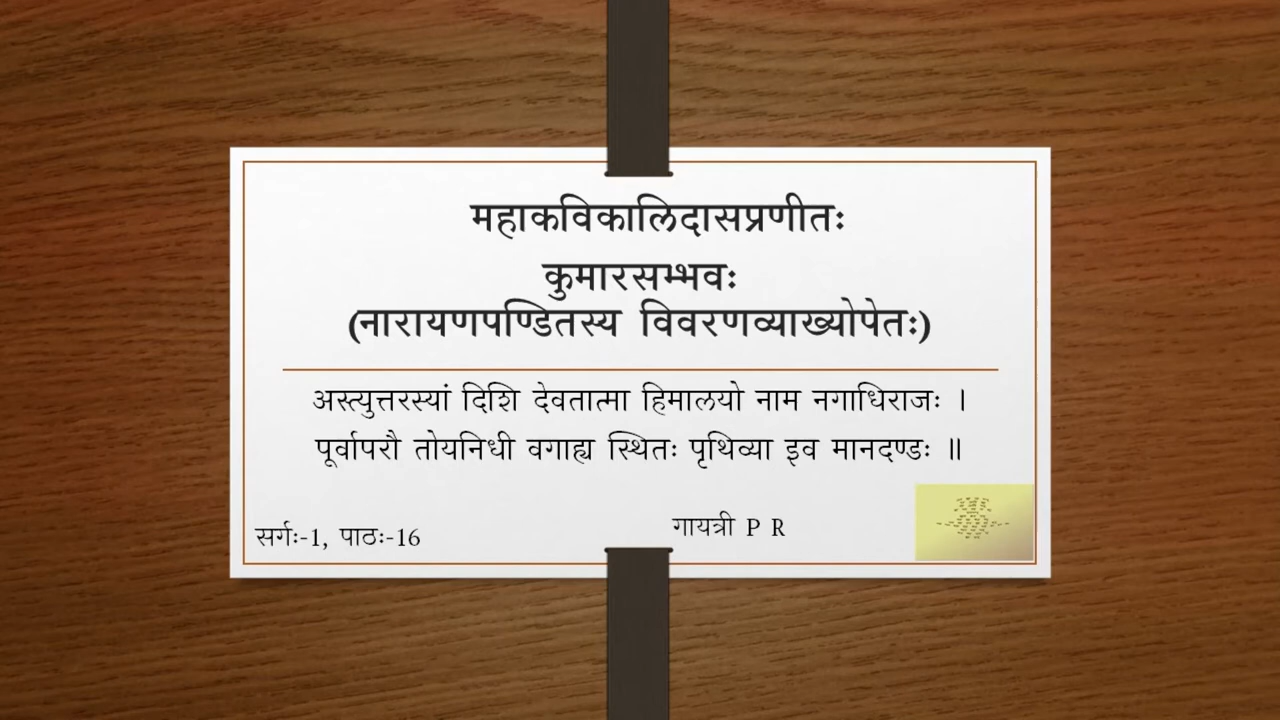 महाकविकालिदासप्रणीतः
कुमारसम्भवः
(नारायणपण्डितस्य विवरणव्याख्योपेतः)
अस्त्युत्तरस्यां दिशि देवतात्मा हिमालयो नाम नगाधिराजः ।
पूर्वापरौ तोयनिधी वगाह्य स्थितः पृथिव्या इव मानदण्डः ॥
सर्गः-1, पाठः-16
गायत्री P R